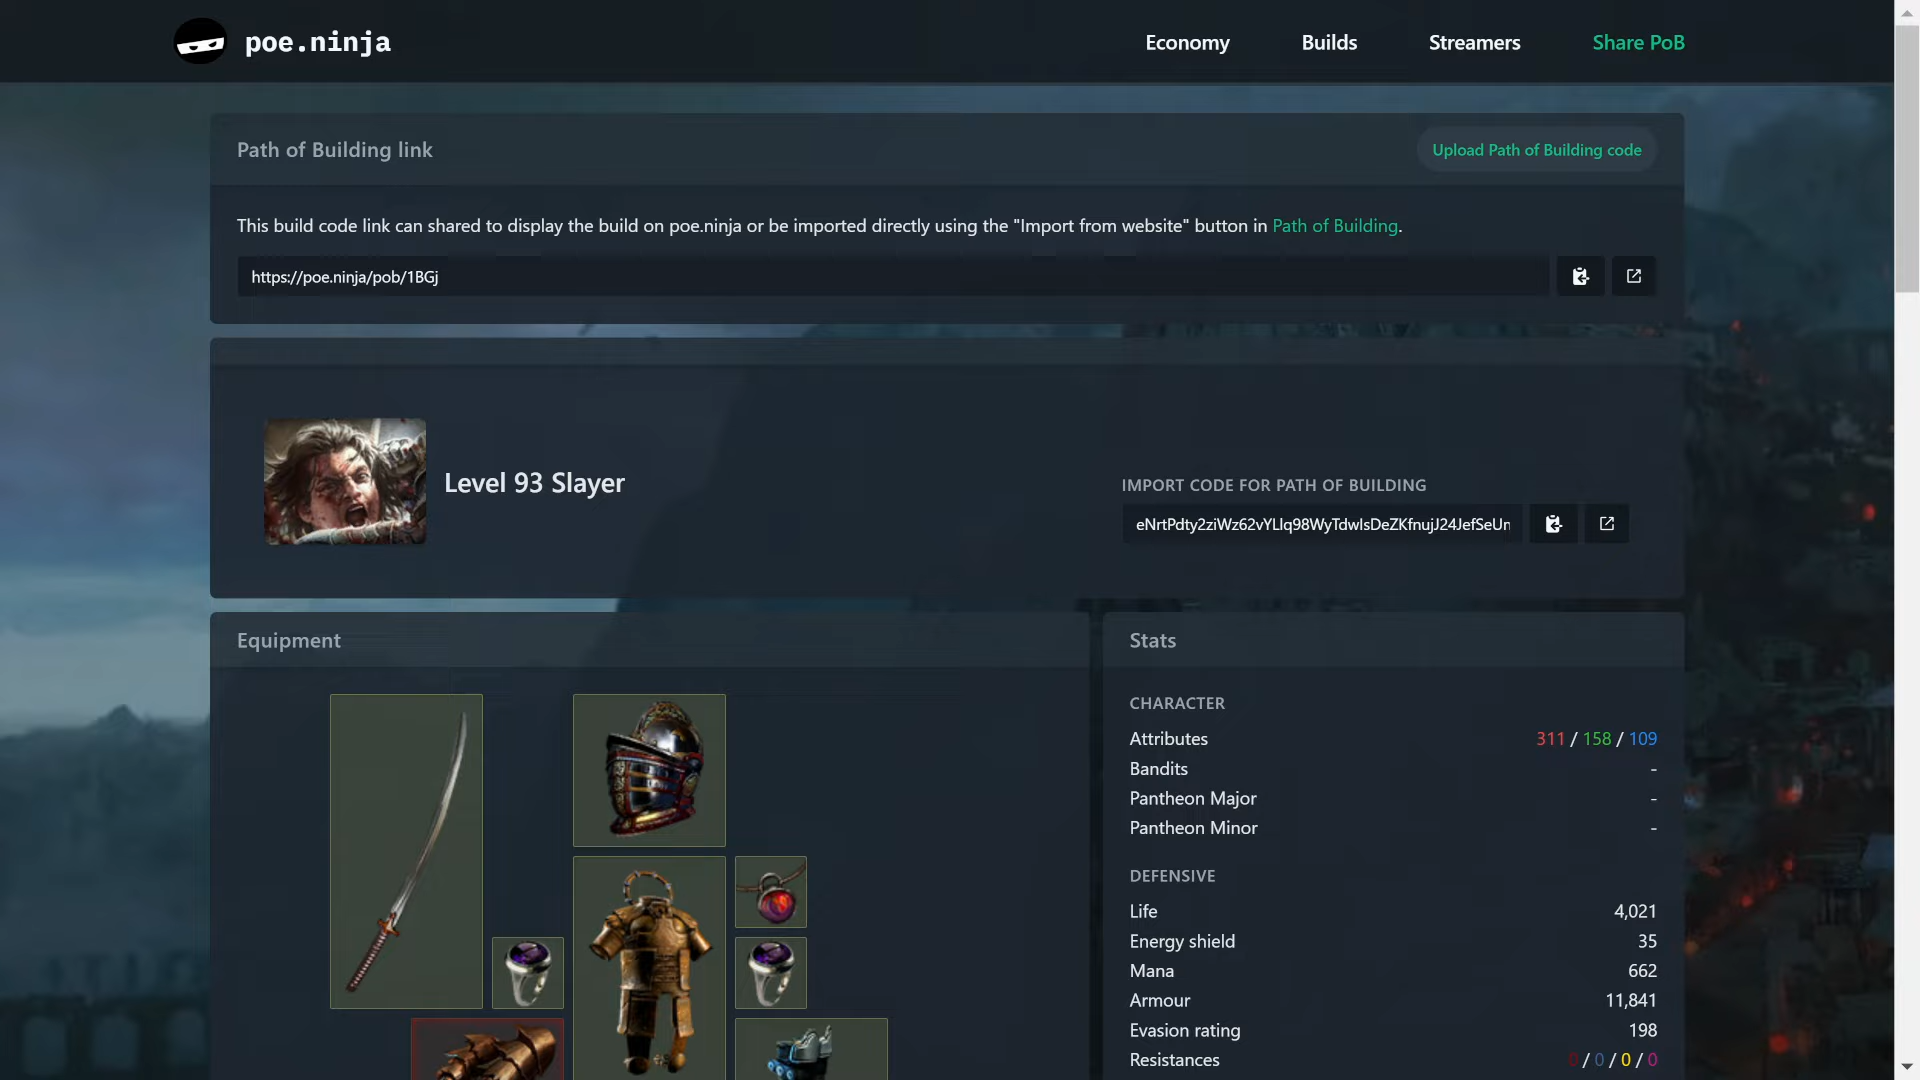 poe.ninja
Economy
Builds
Streamers
Share PoB
Path of Building link
Upload Path of Building code
This build code link can shared to display the build on poe.ninja or be imported directly using the "Import from website" button in Path of Building.
https://poe.ninja/pob/1BGj
Level 93 Slayer
IMPORT CODE FOR PATH OF BUILDING
eNrtPdty2ziWz62vYLIq98WyTdwIsDeZKfnujJ24JefSeUn
Equipment
Stats
CHARACTER
Attributes 311 / 158 / 109
Bandits -
Pantheon Major -
Pantheon Minor -
DEFENSIVE
Life 4,021
Energy shield 35
Mana 662
Armour 11,841
Evasion rating 198
Resistances 0 / 0 / 0 / 0